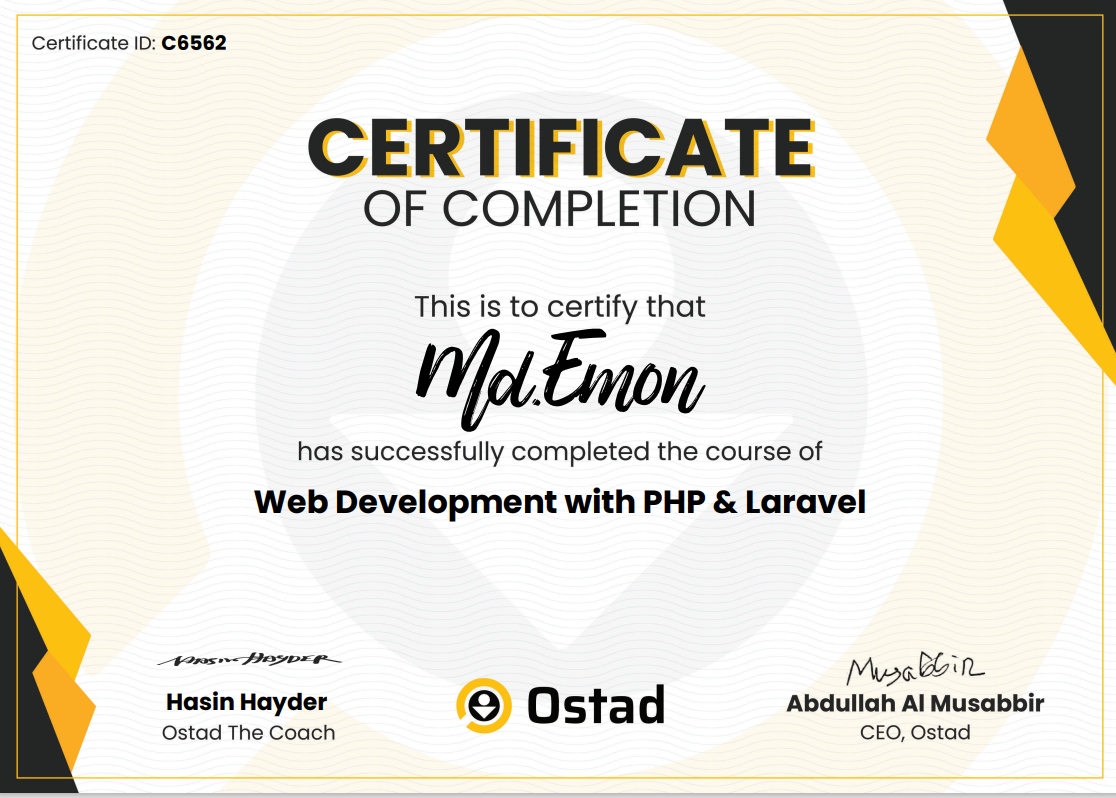 Certificate ID: C6562
CERTIFICATE
OF COMPLETION
This is to certify that
Md.Emon
has successfully completed the course of
Web Development with PHP & Laravel
Hasin Hayder
Hasin Hayder
Ostad The Coach
Ostad
Musabbir
Abdullah Al Musabbir
CEO, Ostad